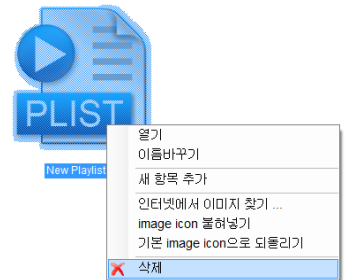 PLIST
New Playlist
열기
이름바꾸기
새 항목 추가
인터넷에서 이미지 찾기 ...
image icon 붙혀넣기
기본 image icon으로 되돌리기
삭제